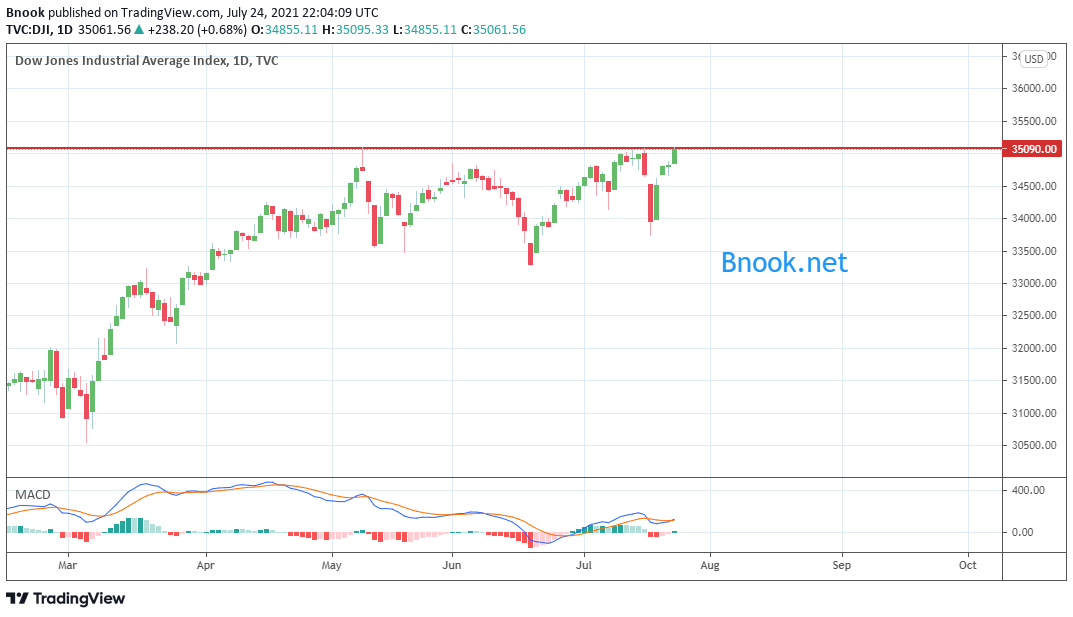 Bnook published on TradingView.com, July 24, 2021 22:04:09 UTC
TVC:DJI, 1D 35061.56 ▲ +238.20 (+0.68%) O:34855.11 H:35095.33 L:34855.11 C:35061.56
Dow Jones Industrial Average Index, 1D, TVC
USD
36000.00
35500.00
35090.00
34500.00
34000.00
Bnook.net
33500.00
33000.00
32500.00
32000.00
31500.00
31000.00
30500.00
MACD
400.00
0.00
Mar Apr May Jun Jul Aug Sep Oct
TradingView